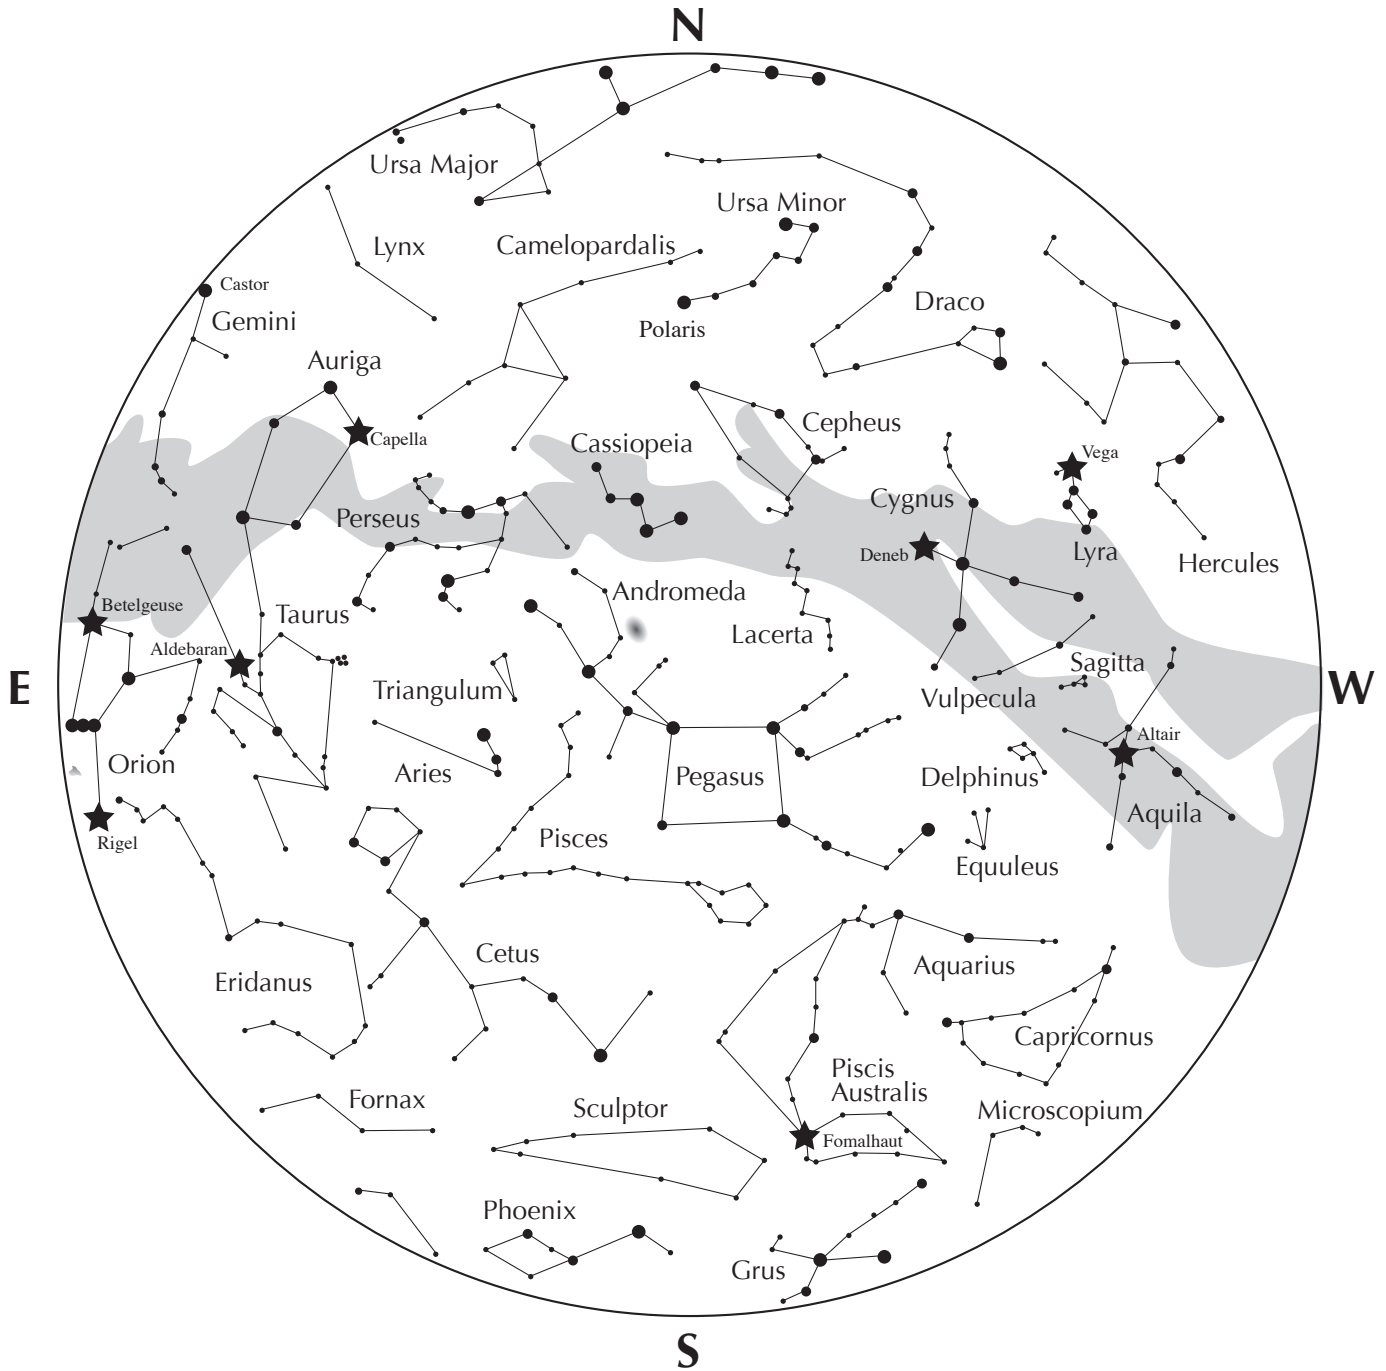 N
Ursa Major
Ursa Minor
Lynx
Camelopardalis
Castor
Gemini
Draco
Polaris
Auriga
Cepheus
Capella
Cassiopeia
Vega
Cygnus
Perseus
Deneb
Lyra
Hercules
Betelgeuse
Andromeda
Taurus
Lacerta
Aldebaran
Sagitta
E
Triangulum
Vulpecula
W
Altair
Orion
Aries
Pegasus
Delphinus
Aquila
Rigel
Pisces
Equuleus
Cetus
Aquarius
Eridanus
Capricornus
Piscis
Australis
Fornax
Sculptor
Microscopium
Fomalhaut
Phoenix
Grus
S